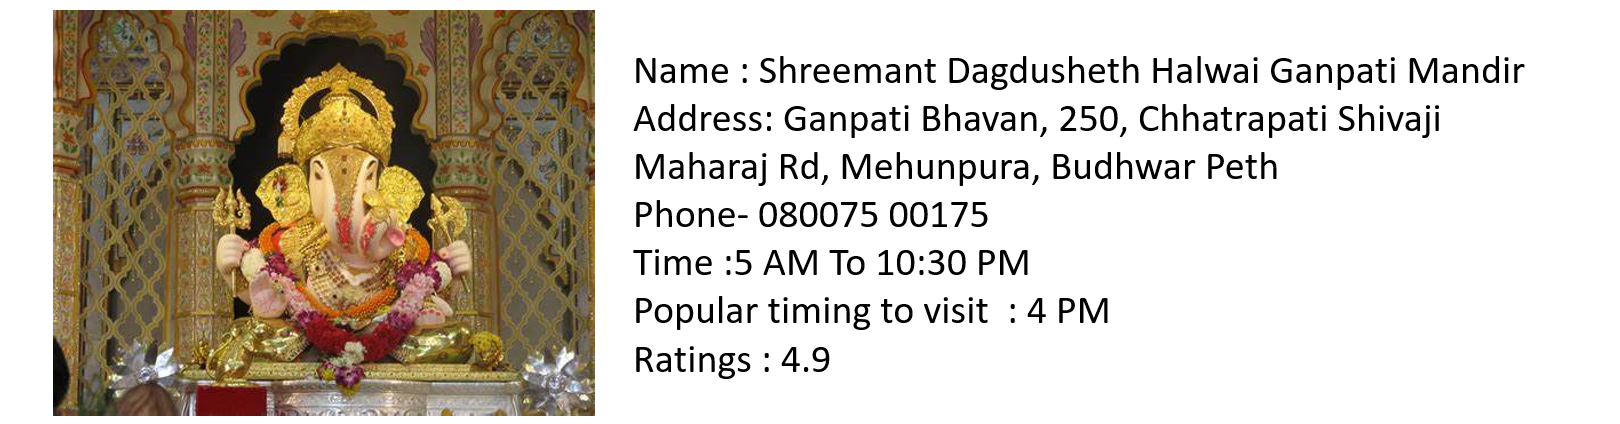 Name : Shreemant Dagdusheth Halwai Ganpati Mandir
Address: Ganpati Bhavan, 250, Chhatrapati Shivaji
Maharaj Rd, Mehunpura, Budhwar Peth
Phone- 080075 00175
Time :5 AM To 10:30 PM
Popular timing to visit  : 4 PM
Ratings : 4.9